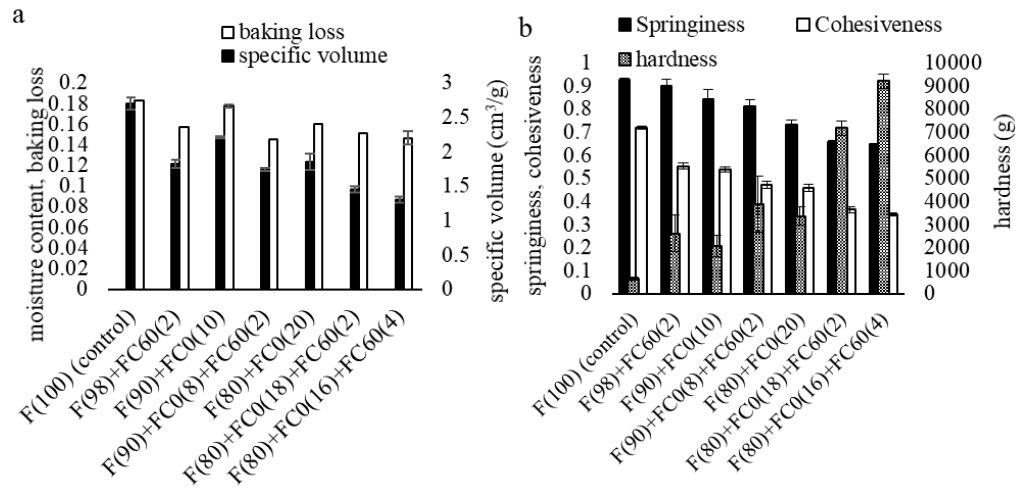 a
baking loss
specific volume
moisture content, baking loss
0.2
0.18
0.16
0.14
0.12
0.1
0.08
0.06
0.04
0.02
0
3
2.5
2
1.5
1
0.5
0
specific volume (cm³/g)
F(100) (control)
F(98)+FC60(2)
F(90)+FC0(10)
F(90)+FC0(8)+FC60(2)
F(80)+FC0(20)
F(80)+FC0(18)+FC60(2)
F(80)+FC0(16)+FC60(4)
b
Springiness
Cohesiveness
hardness
springiness, cohesiveness
1
0.9
0.8
0.7
0.6
0.5
0.4
0.3
0.2
0.1
0
10000
9000
8000
7000
6000
5000
4000
3000
2000
1000
0
hardness (g)
F(100) (control)
F(98)+FC60(2)
F(90)+FC0(10)
F(90)+FC0(8)+FC60(2)
F(80)+FC0(20)
F(80)+FC0(18)+FC60(2)
F(80)+FC0(16)+FC60(4)